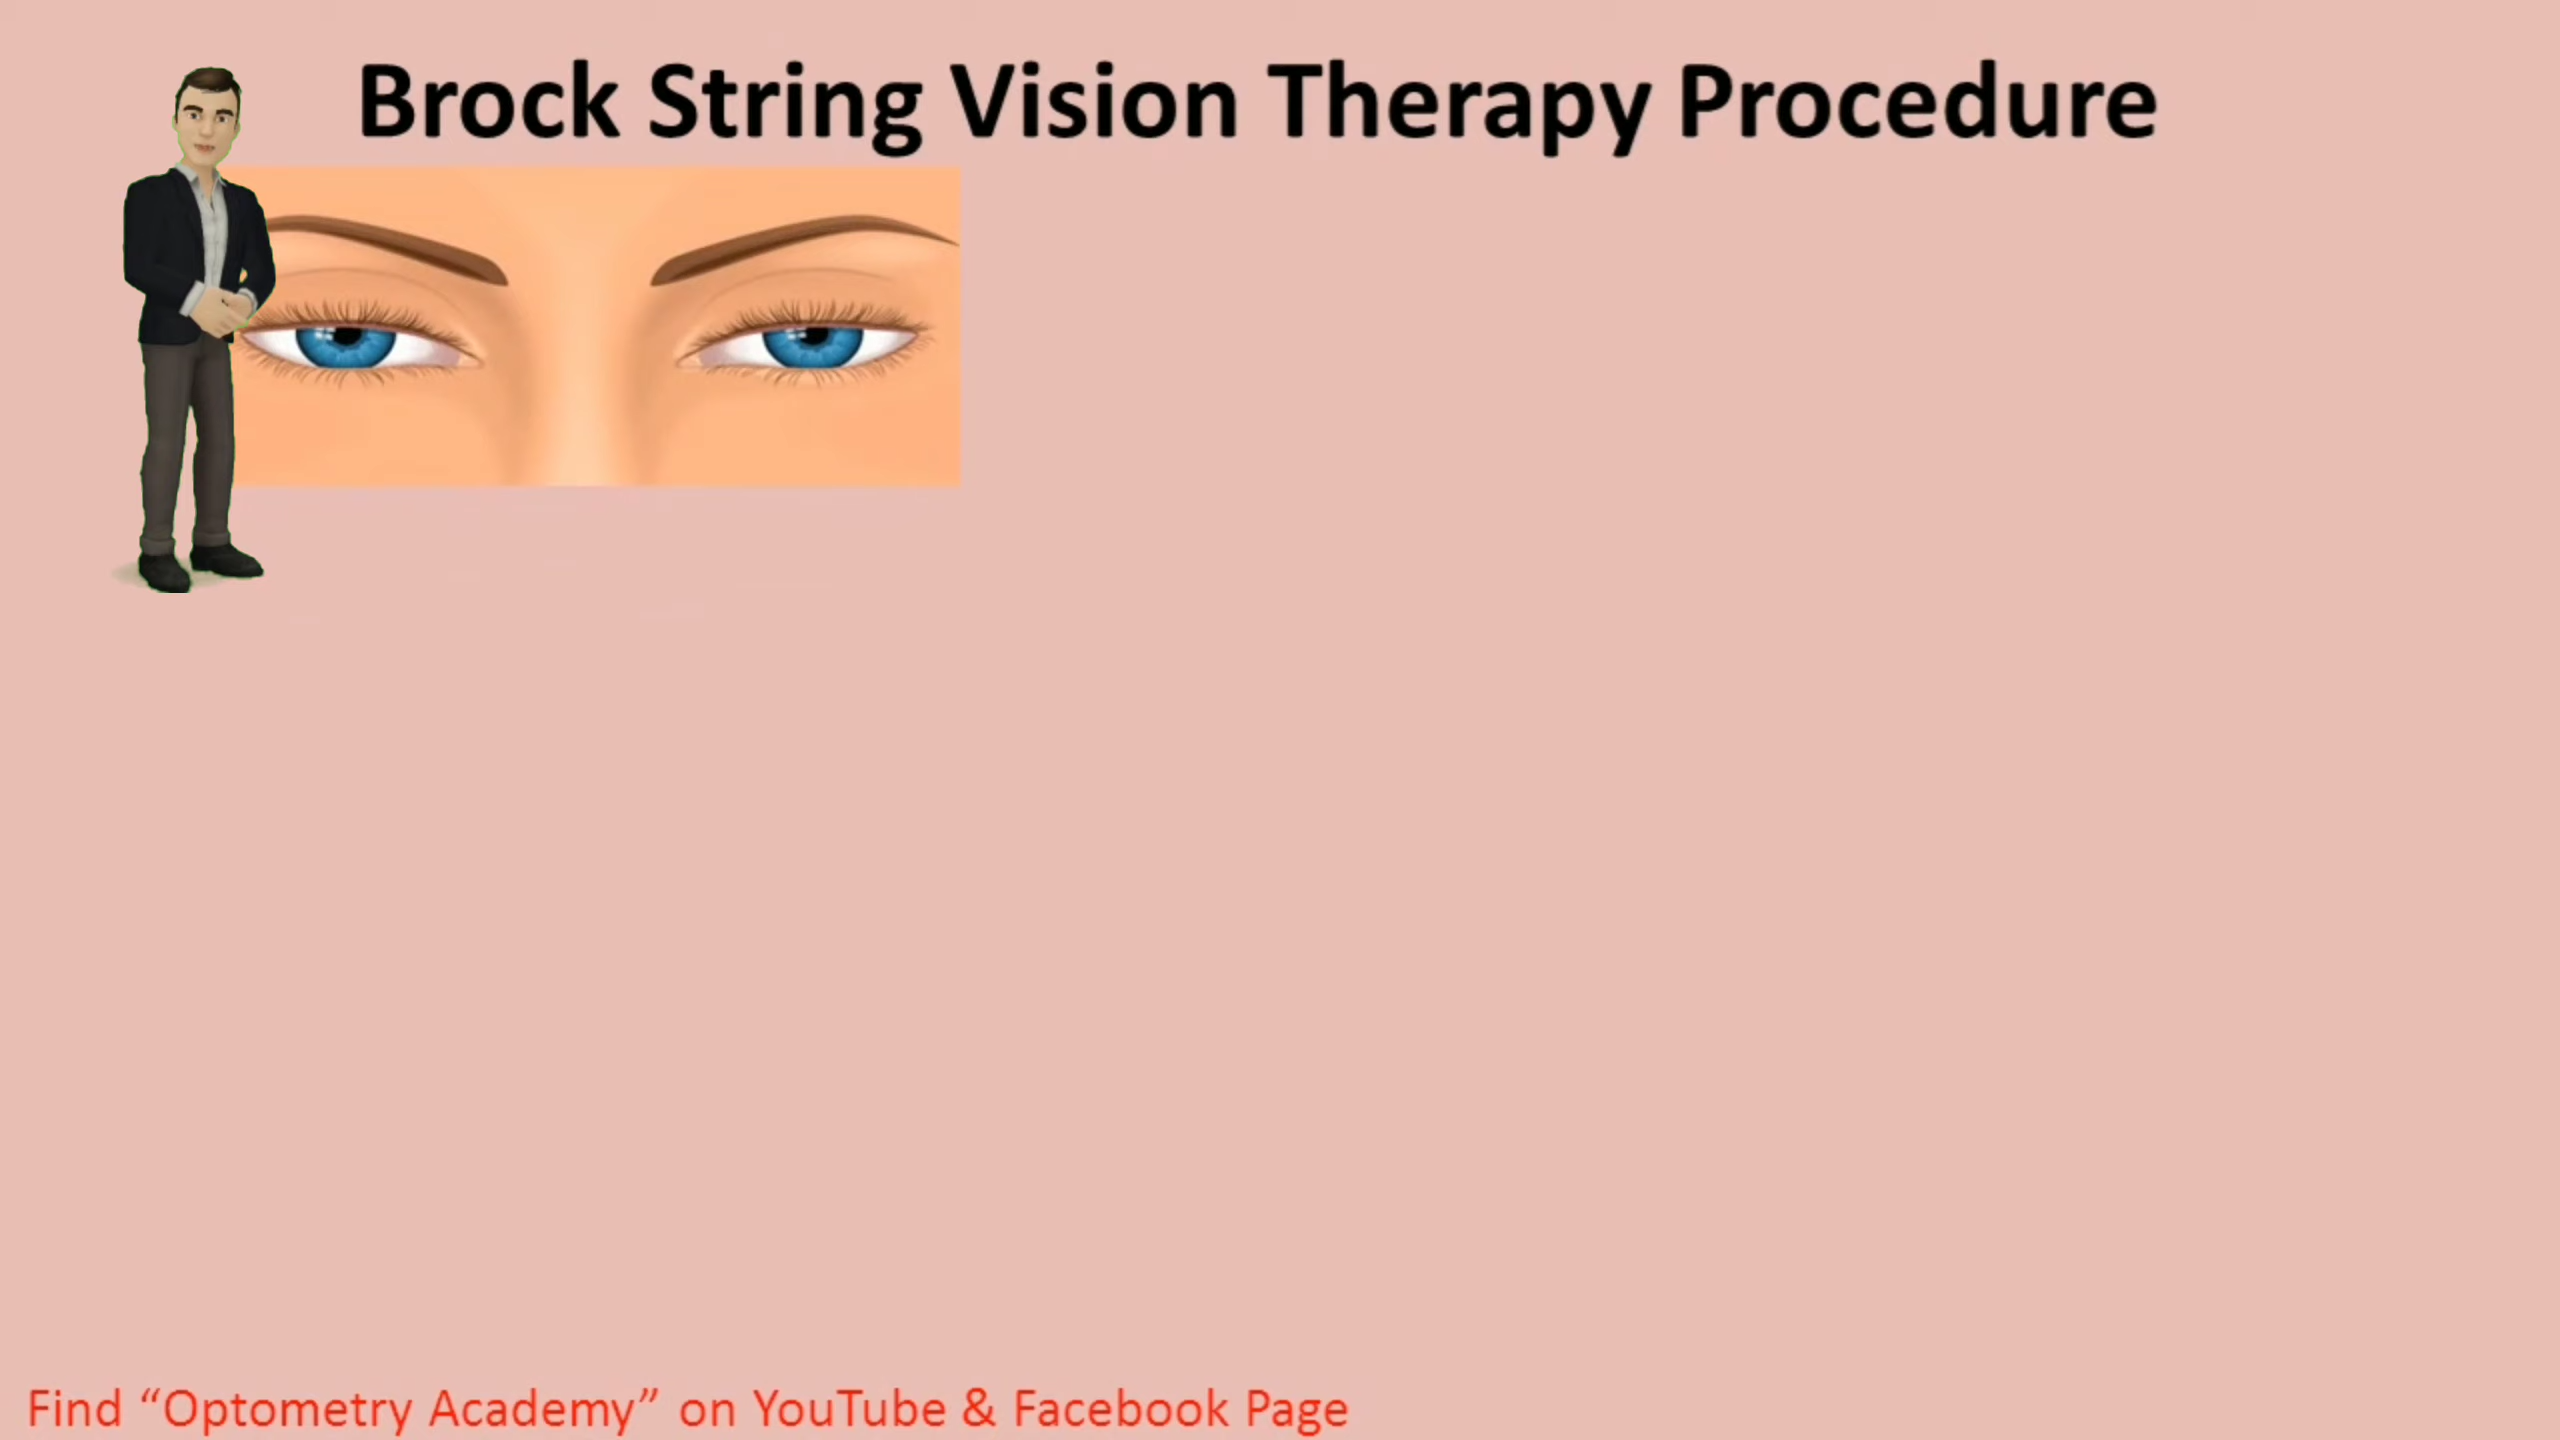 Brock String Vision Therapy Procedure
Find “Optometry Academy” on YouTube & Facebook Page